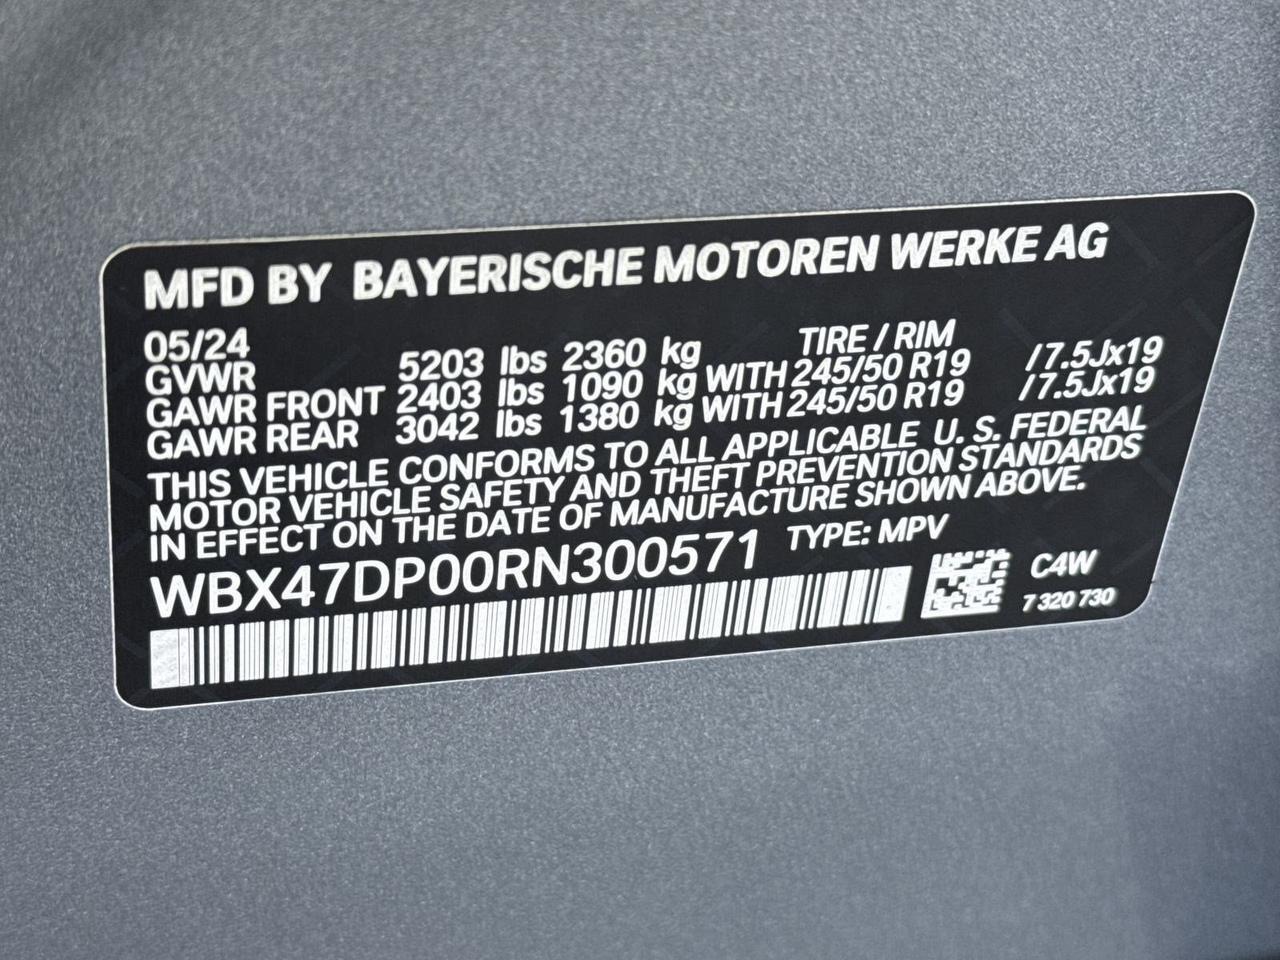 MFD BY BAYERISCHE MOTOREN WERKE AG
05/24 TIRE / RIM
GVWR 5203 lbs 2360 kg
GAWR FRONT 2403 lbs 1090 kg WITH 245/50 R19 /7.5Jx19
GAWR REAR 3042 lbs 1380 kg WITH 245/50 R19 /7.5Jx19
THIS VEHICLE CONFORMS TO ALL APPLICABLE U. S. FEDERAL
MOTOR VEHICLE SAFETY AND THEFT PREVENTION STANDARDS
IN EFFECT ON THE DATE OF MANUFACTURE SHOWN ABOVE.
WBX47DP00RN300571 TYPE: MPV
C4W
7 320 730